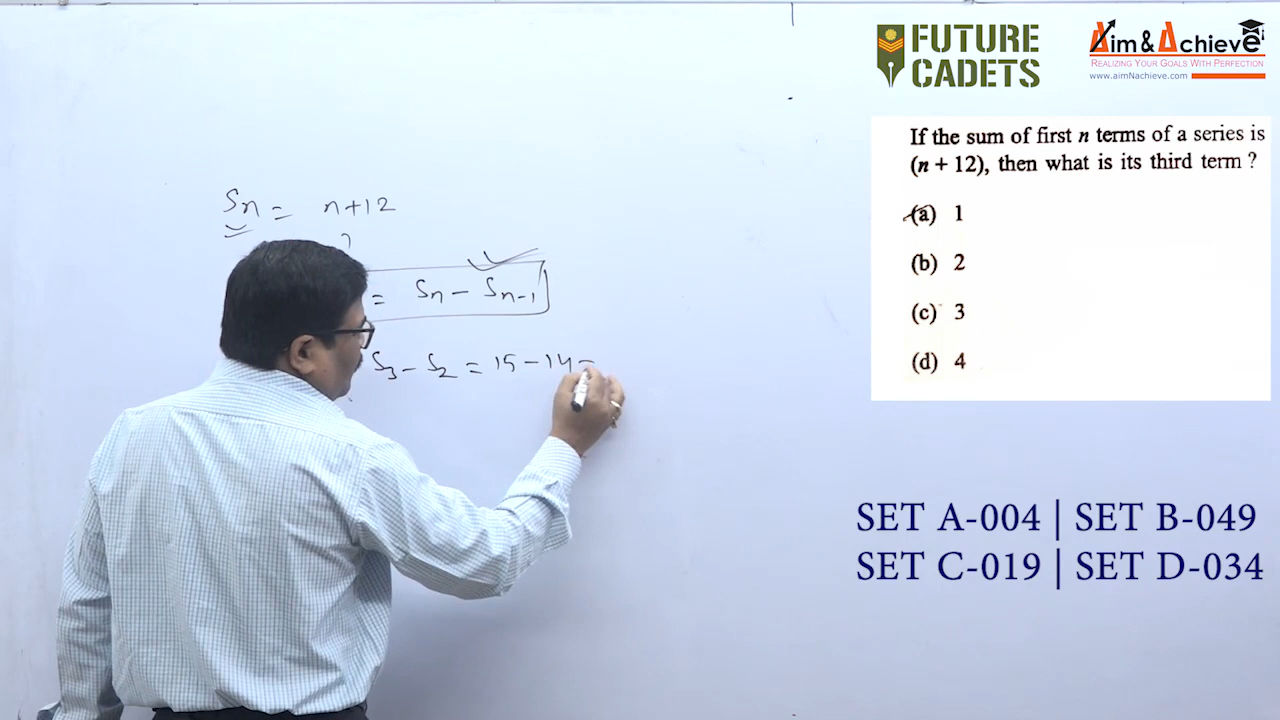 FUTURE
CADETS
Aim & Achieve
REALIZING YOUR GOALS WITH PERFECTION
www.aimNachieve.com
If the sum of first n terms of a series is
(n + 12), then what is its third term ?
(a) 1
(b) 2
(c) 3
(d) 4
Sn = n+12
?
= Sn − Sn-1
S3 − S2 = 15 − 14 =
SET A-004 | SET B-049
SET C-019 | SET D-034